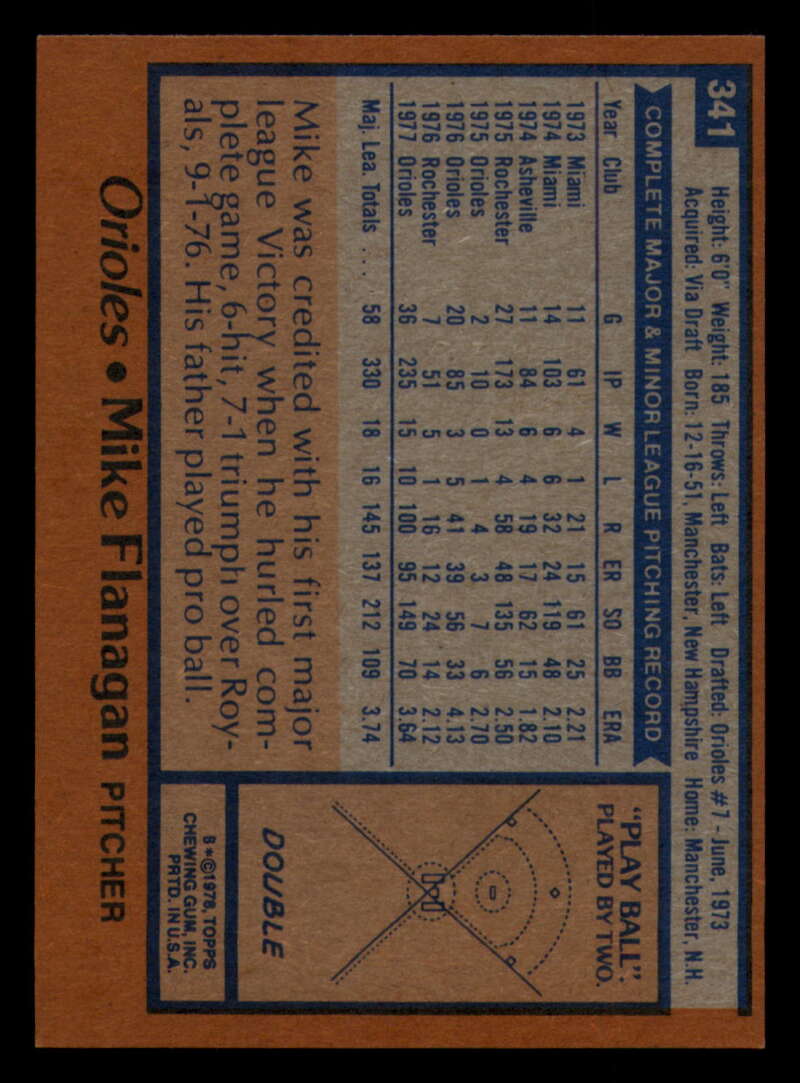 341
Height: 6'0" Weight: 185 Throws: Left Bats: Left Drafted: Orioles #7 - June, 1973
Acquired: Via Draft Born: 12-16-51, Manchester, New Hampshire Home: Manchester, N.H.
COMPLETE MAJOR & MINOR LEAGUE PITCHING RECORD
Year Club G IP W L R ER SO BB ERA
1973 Miami 11 61 4 1 21 15 61 25 2.21
1974 Miami 14 103 6 6 32 24 119 48 2.10
1974 Asheville 11 84 6 4 19 17 62 15 1.82
1975 Rochester 27 173 13 4 58 48 135 56 2.50
1975 Orioles 2 10 0 1 4 3 7 6 2.70
1976 Orioles 20 85 3 5 41 39 56 33 4.13
1976 Rochester 7 51 5 1 16 12 24 14 2.12
1977 Orioles 36 235 15 10 100 95 149 70 3.64
Maj. Lea. Totals ... 58 330 18 16 145 137 212 109 3.74
Mike was credited with his first major
league Victory when he hurled com-
plete game, 6-hit, 7-1 triumph over Roy-
als, 9-1-76. His father played pro ball.
"PLAY BALL":
PLAYED BY TWO.
DOUBLE
B*©1978, TOPPS
CHEWING GUM, INC.
PRTD. IN U.S.A.
Orioles • Mike Flanagan PITCHER